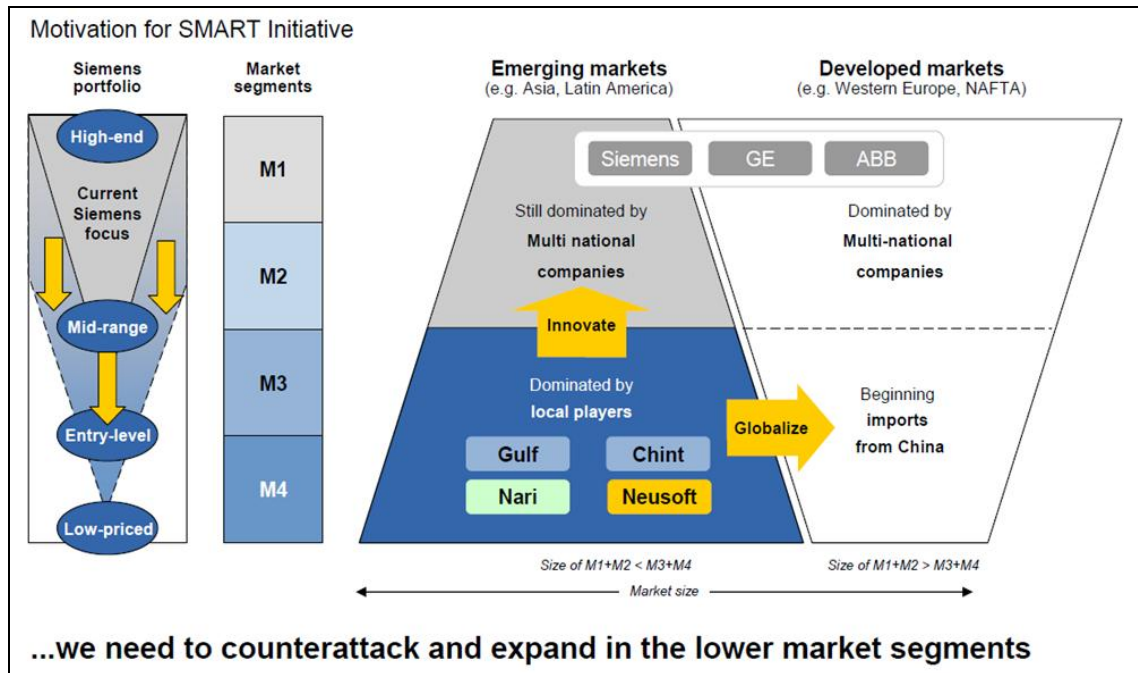 Motivation for SMART Initiative
Siemens
portfolio
High-end
Current
Siemens
focus
Mid-range
Entry-level
Low-priced
Market
segments
M1
M2
M3
M4
Emerging markets
(e.g. Asia, Latin America)
Developed markets
(e.g. Western Europe, NAFTA)
Siemens
GE
ABB
Still dominated by
Multi national
companies
Dominated by
Multi-national
companies
Innovate
Dominated by
local players
Gulf
Chint
Nari
Neusoft
Globalize
Beginning
imports
from China
Size of M1+M2 < M3+M4
Size of M1+M2 > M3+M4
Market size
...we need to counterattack and expand in the lower market segments